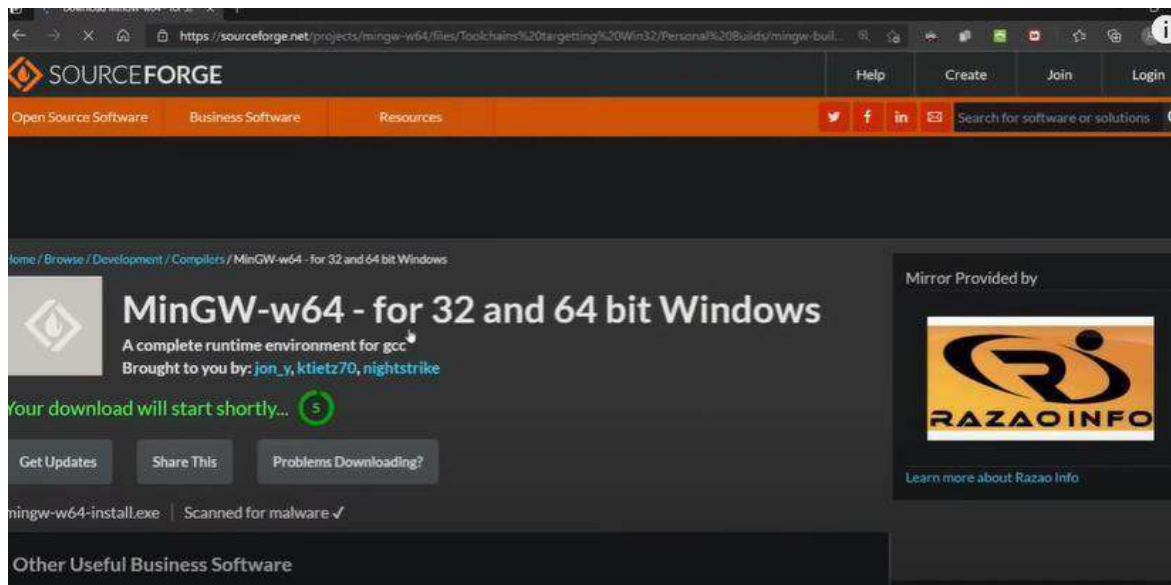 https://sourceforge.net/projects/mingw-w64/files/Toolchains%20targetting%20Win32/Personal%20Builds/mingw-buil...
SOURCEFORGE
Help Create Join Login
Open Source Software Business Software Resources
Search for software or solutions
Home / Browse / Development / Compilers / MinGW-w64 - for 32 and 64 bit Windows
Mirror Provided by
MinGW-w64 - for 32 and 64 bit Windows
A complete runtime environment for gcc
Brought to you by: jon_y, ktietz70, nightstrike
Your download will start shortly... 5
RAZAOINFO
Get Updates Share This Problems Downloading?
Learn more about Razao Info
mingw-w64-install.exe | Scanned for malware ✓
Other Useful Business Software